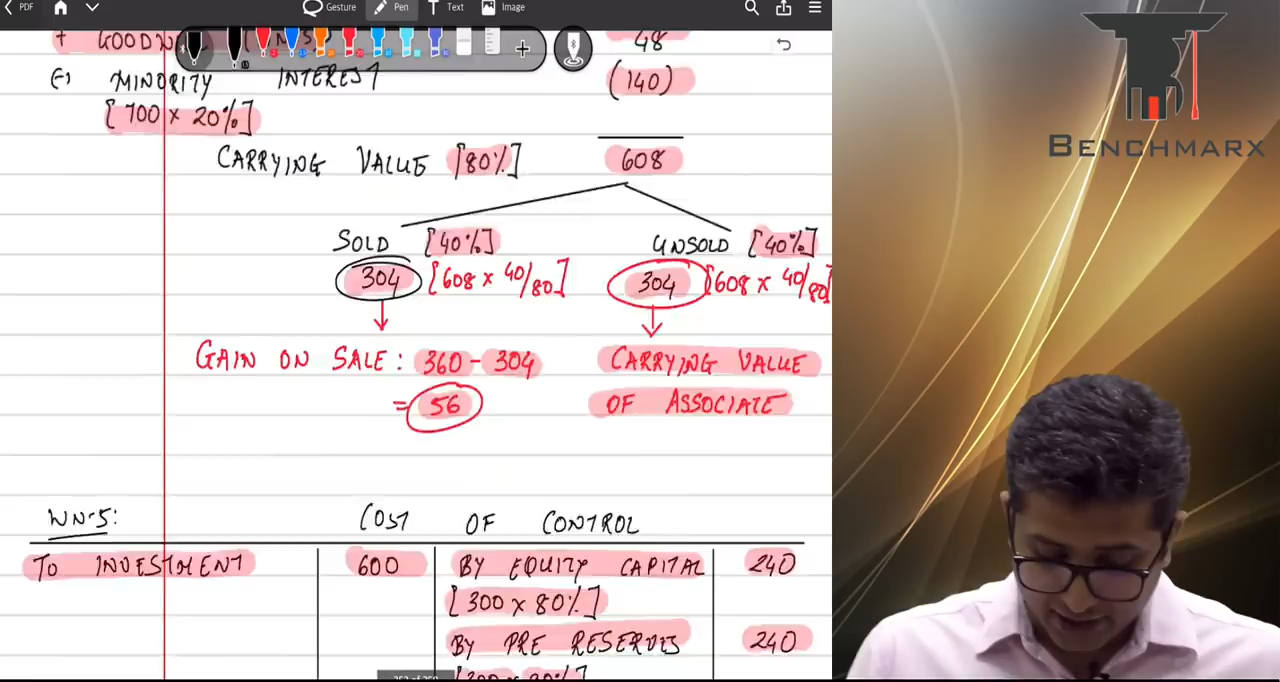 PDF
Gesture
Pen
Text
Image
+ 48
(-) MINORITY INTEREST (140)
[700 × 20%]
CARRYING VALUE [80%] 608
SOLD [40%] UNSOLD [40%]
304 [608 × 40/80] 304 [608 × 40/80]
GAIN ON SALE: 360 - 304 CARRYING VALUE
= 56 OF ASSOCIATE
WN-5: COST OF CONTROL
TO INVESTMENT 600 BY EQUITY CAPITAL 240
[300 × 80%]
BY PRE RESERVES 240
BENCHMARX